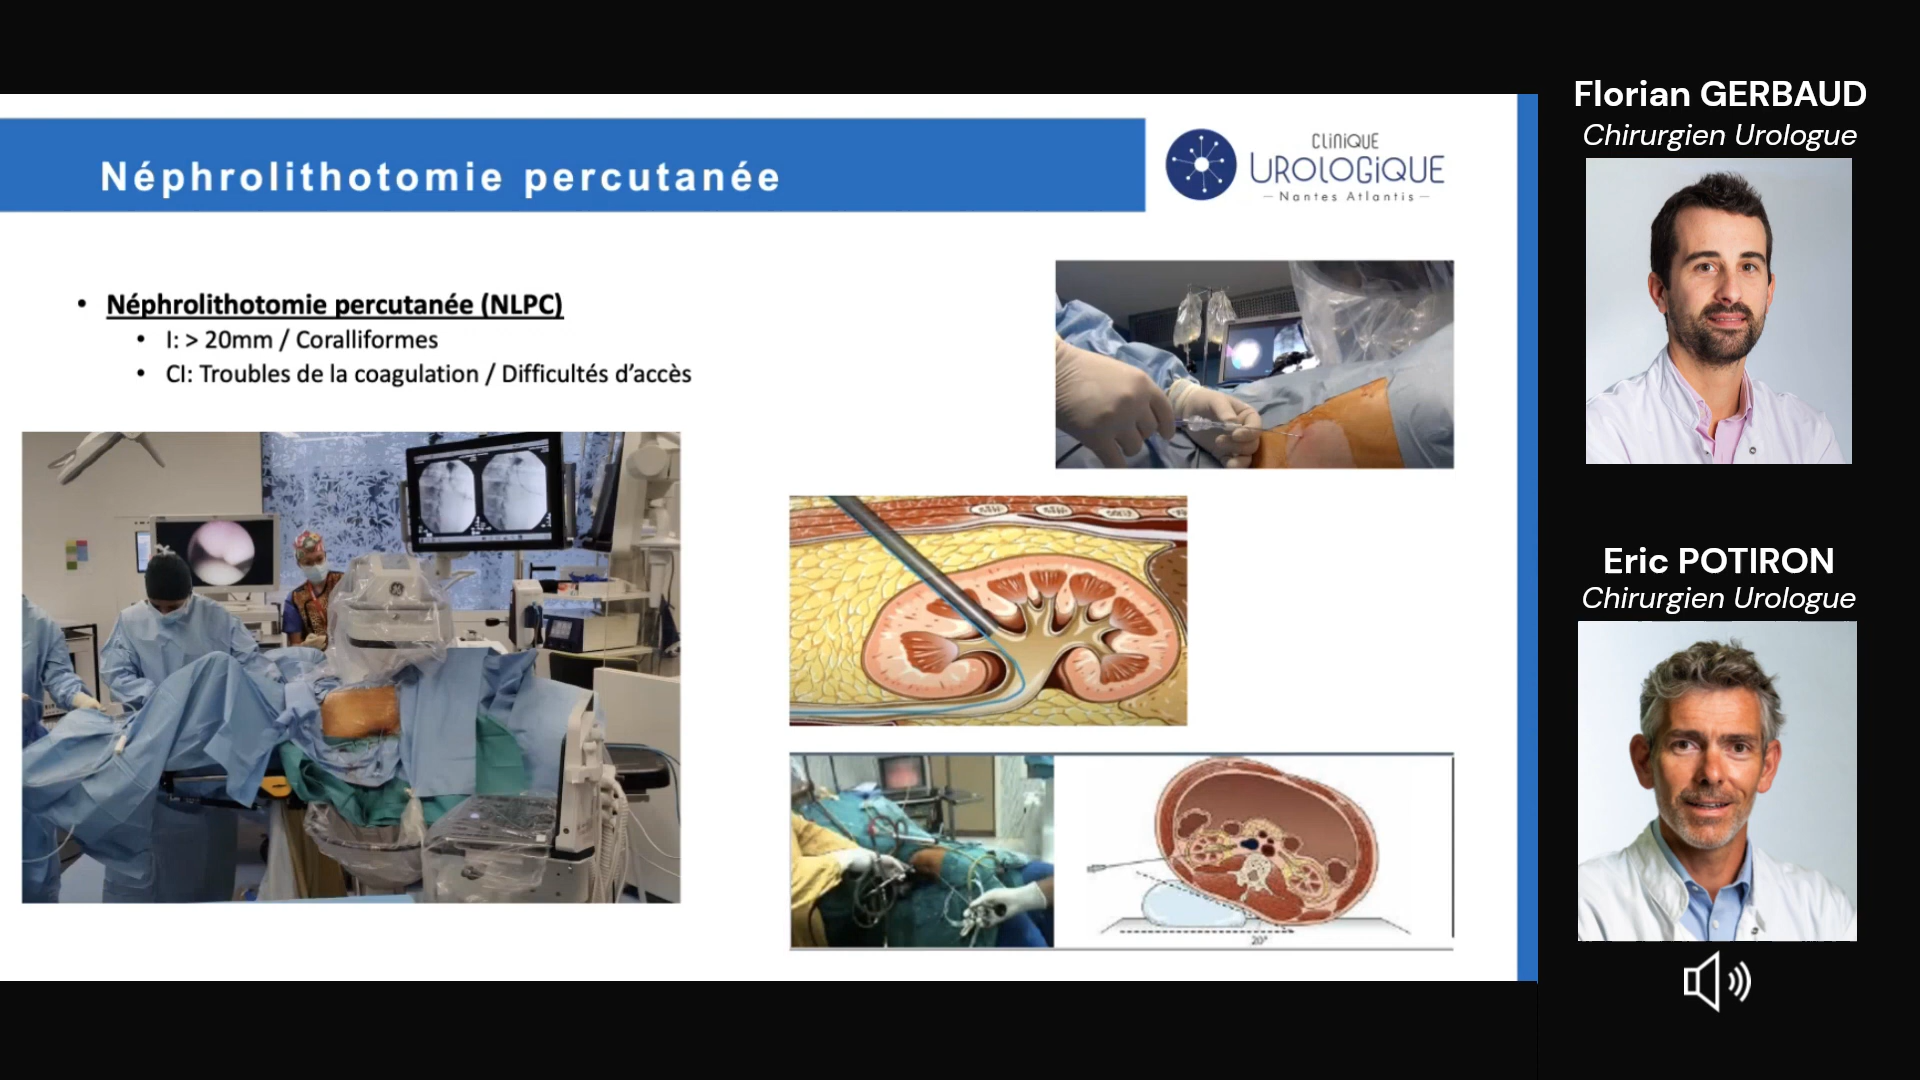 Néphrolithotomie percutanée
CLINIQUE
UROLOGIQUE
— Nantes Atlantis —
• Néphrolithotomie percutanée (NLPC)
• I: > 20mm / Coralliformes
• CI: Troubles de la coagulation / Difficultés d’accès
20°
Florian GERBAUD
Chirurgien Urologue
Eric POTIRON
Chirurgien Urologue